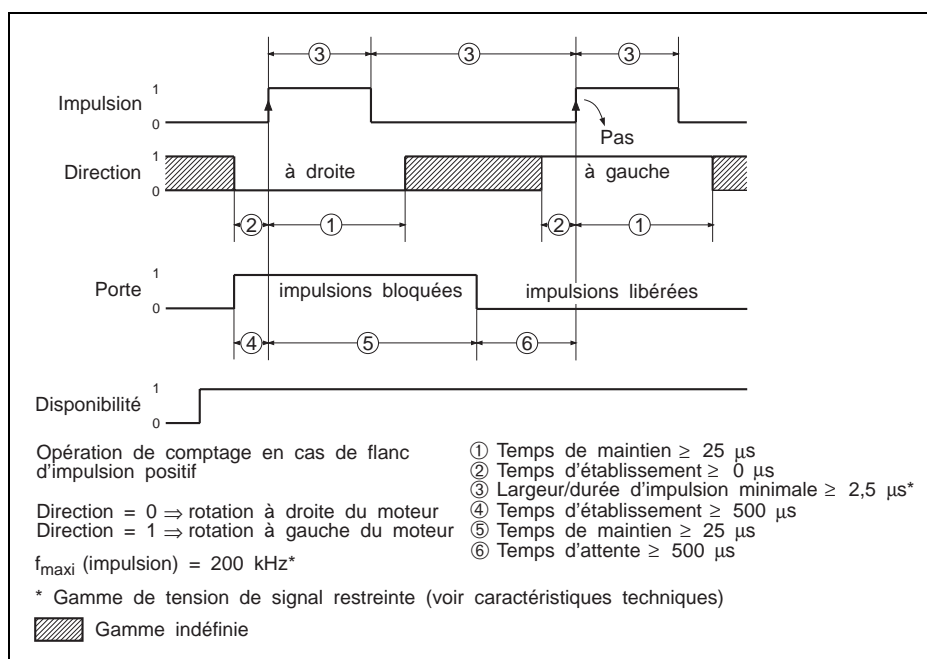 ③ ③ ③
Impulsion 1
0
Pas
Direction 1 à droite à gauche
0
② ① ② ①
Porte 1 impulsions bloquées impulsions libérées
0
④ ⑤ ⑥
Disponibilité 1
0
Opération de comptage en cas de flanc
d'impulsion positif
Direction = 0 ⇒ rotation à droite du moteur
Direction = 1 ⇒ rotation à gauche du moteur
fmaxi (impulsion) = 200 kHz*
① Temps de maintien ≥ 25 µs
② Temps d'établissement ≥ 0 µs
③ Largeur/durée d'impulsion minimale ≥ 2,5 µs*
④ Temps d'établissement ≥ 500 µs
⑤ Temps de maintien ≥ 25 µs
⑥ Temps d'attente ≥ 500 µs
* Gamme de tension de signal restreinte (voir caractéristiques techniques)
Gamme indéfinie